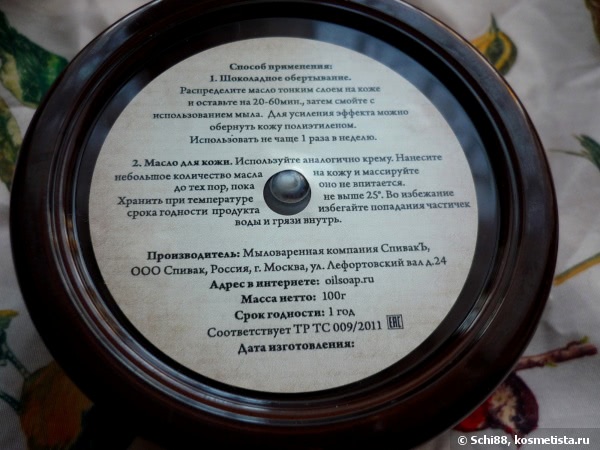 Способ применения:
1. Шоколадное обертывание.
Распределите масло тонким слоем на коже
и оставьте на 20-60мин., затем смойте с
использованием мыла. Для усиления эффекта можно
обернуть кожу полиэтиленом.
Использовать не чаще 1 раза в неделю.
2. Масло для кожи. Используйте аналогично крему. Нанесите
небольшое количество масла на кожу и массируйте
до тех пор, пока оно не впитается.
Хранить при температуре не выше 25°. Во избежание
срока годности продукта избегайте попадания частичек
воды и грязи внутрь.
Производитель: Мыловаренная компания СпивакЪ,
ООО Спивак, Россия, г. Москва, ул. Лефортовский вал д.24
Адрес в интернете: oilsoap.ru
Масса нетто: 100г
Срок годности: 1 год
Соответствует ТР ТС 009/2011 EAC
Дата изготовления:
© Schi88, kosmetista.ru